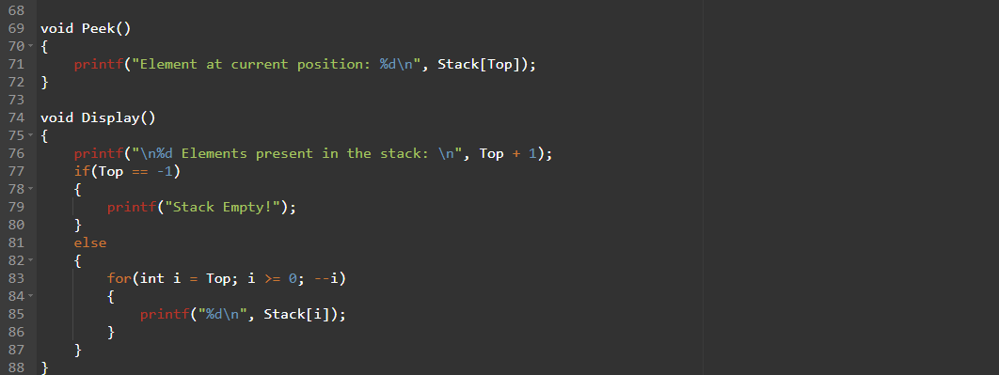 68
69 void Peek()
70 {
71     printf("Element at current position: %d\n", Stack[Top]);
72 }
73
74 void Display()
75 {
76     printf("\n%d Elements present in the stack: \n", Top + 1);
77     if(Top == -1)
78     {
79         printf("Stack Empty!");
80     }
81     else
82     {
83         for(int i = Top; i >= 0; --i)
84         {
85             printf("%d\n", Stack[i]);
86         }
87     }
88 }